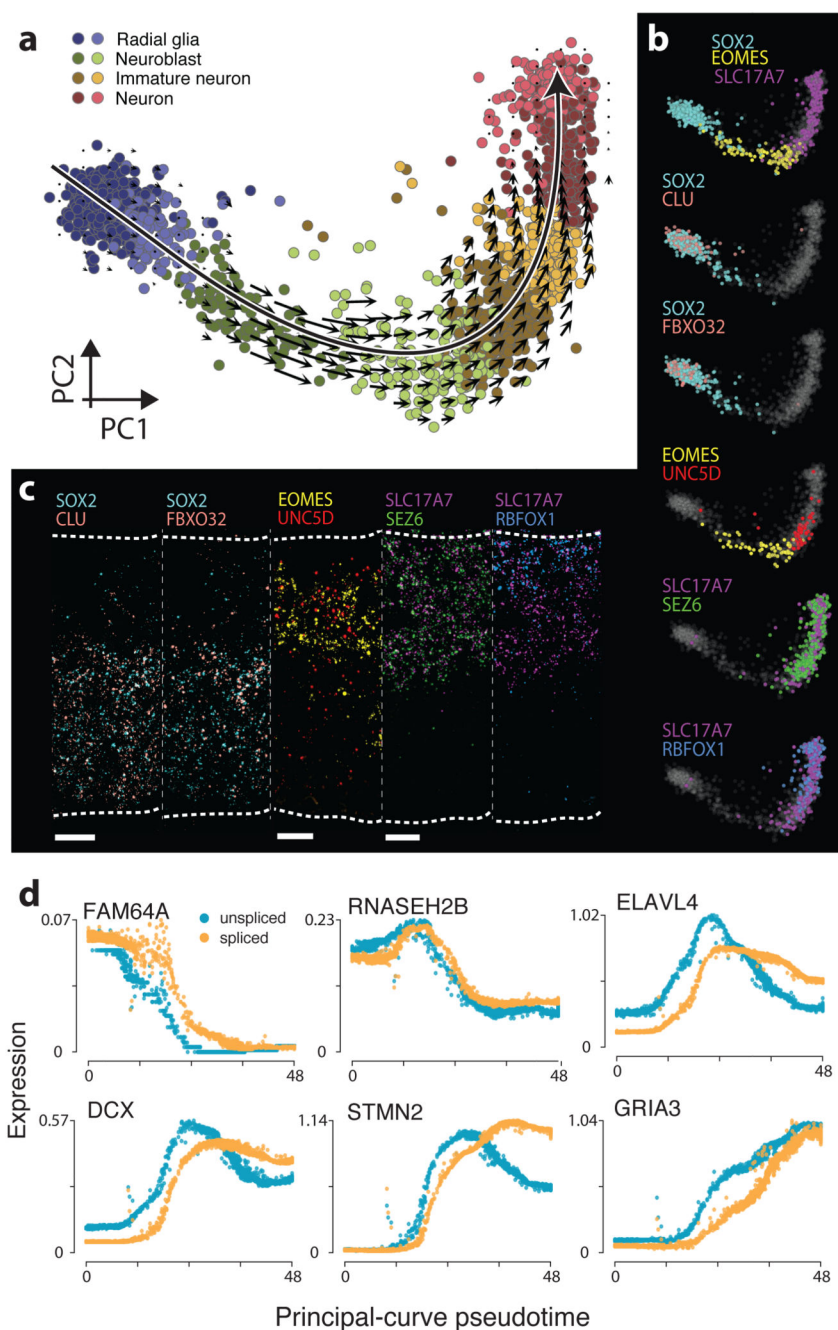 a
Radial glia
Neuroblast
Immature neuron
Neuron
PC2
PC1
b
SOX2
EOMES
SLC17A7
SOX2
CLU
SOX2
FBXO32
EOMES
UNC5D
SLC17A7
SEZ6
SLC17A7
RBFOX1
c
SOX2
CLU
SOX2
FBXO32
EOMES
UNC5D
SLC17A7
SEZ6
SLC17A7
RBFOX1
d
Expression
FAM64A
unspliced
spliced
0.07
0
0
48
RNASEH2B
0.23
0
0
48
ELAVL4
1.02
0
0
48
DCX
0.57
0
0
48
STMN2
1.14
0
0
48
GRIA3
1.04
0
0
48
Principal-curve pseudotime